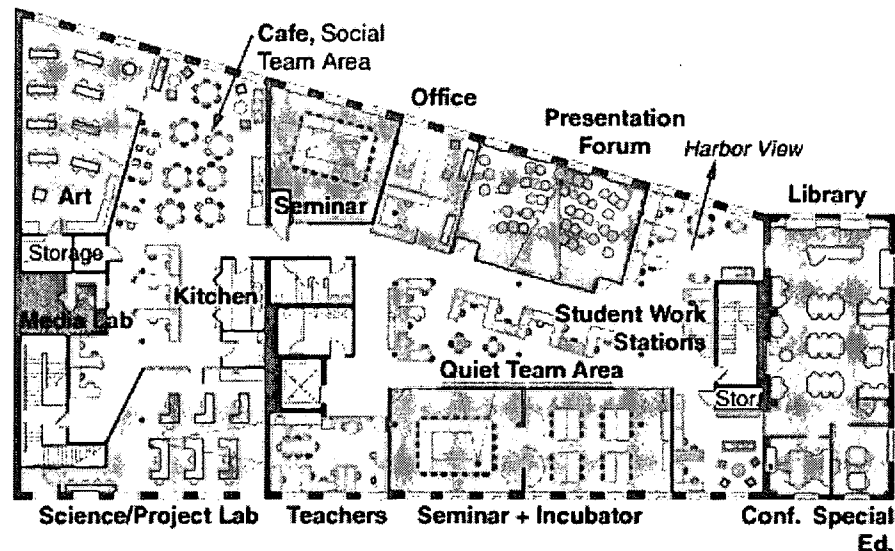 Cafe, Social
Team Area
Office
Presentation
Forum
Harbor View
Library
Art
Seminar
Storage
Kitchen
Media Lab
Student Work
Stations
Quiet Team Area
Stor.
Science/Project Lab
Teachers
Seminar + Incubator
Conf.
Special
Ed.